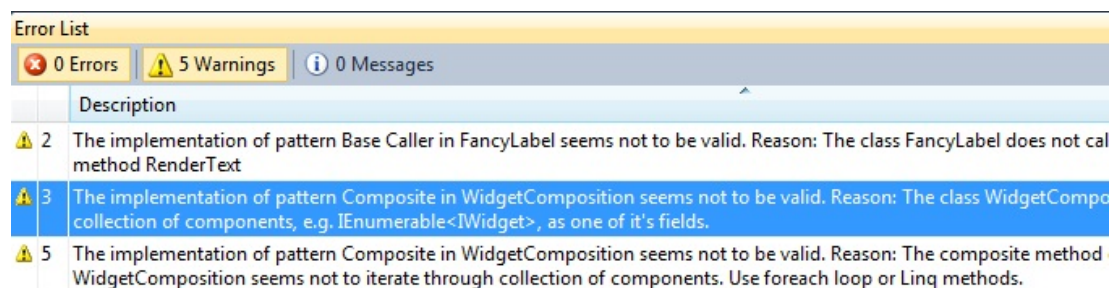 Error List
0 Errors 5 Warnings 0 Messages
Description
2 The implementation of pattern Base Caller in FancyLabel seems not to be valid. Reason: The class FancyLabel does not cal
method RenderText
3 The implementation of pattern Composite in WidgetComposition seems not to be valid. Reason: The class WidgetCompo
collection of components, e.g. IEnumerable<IWidget>, as one of it's fields.
5 The implementation of pattern Composite in WidgetComposition seems not to be valid. Reason: The composite method
WidgetComposition seems not to iterate through collection of components. Use foreach loop or Linq methods.